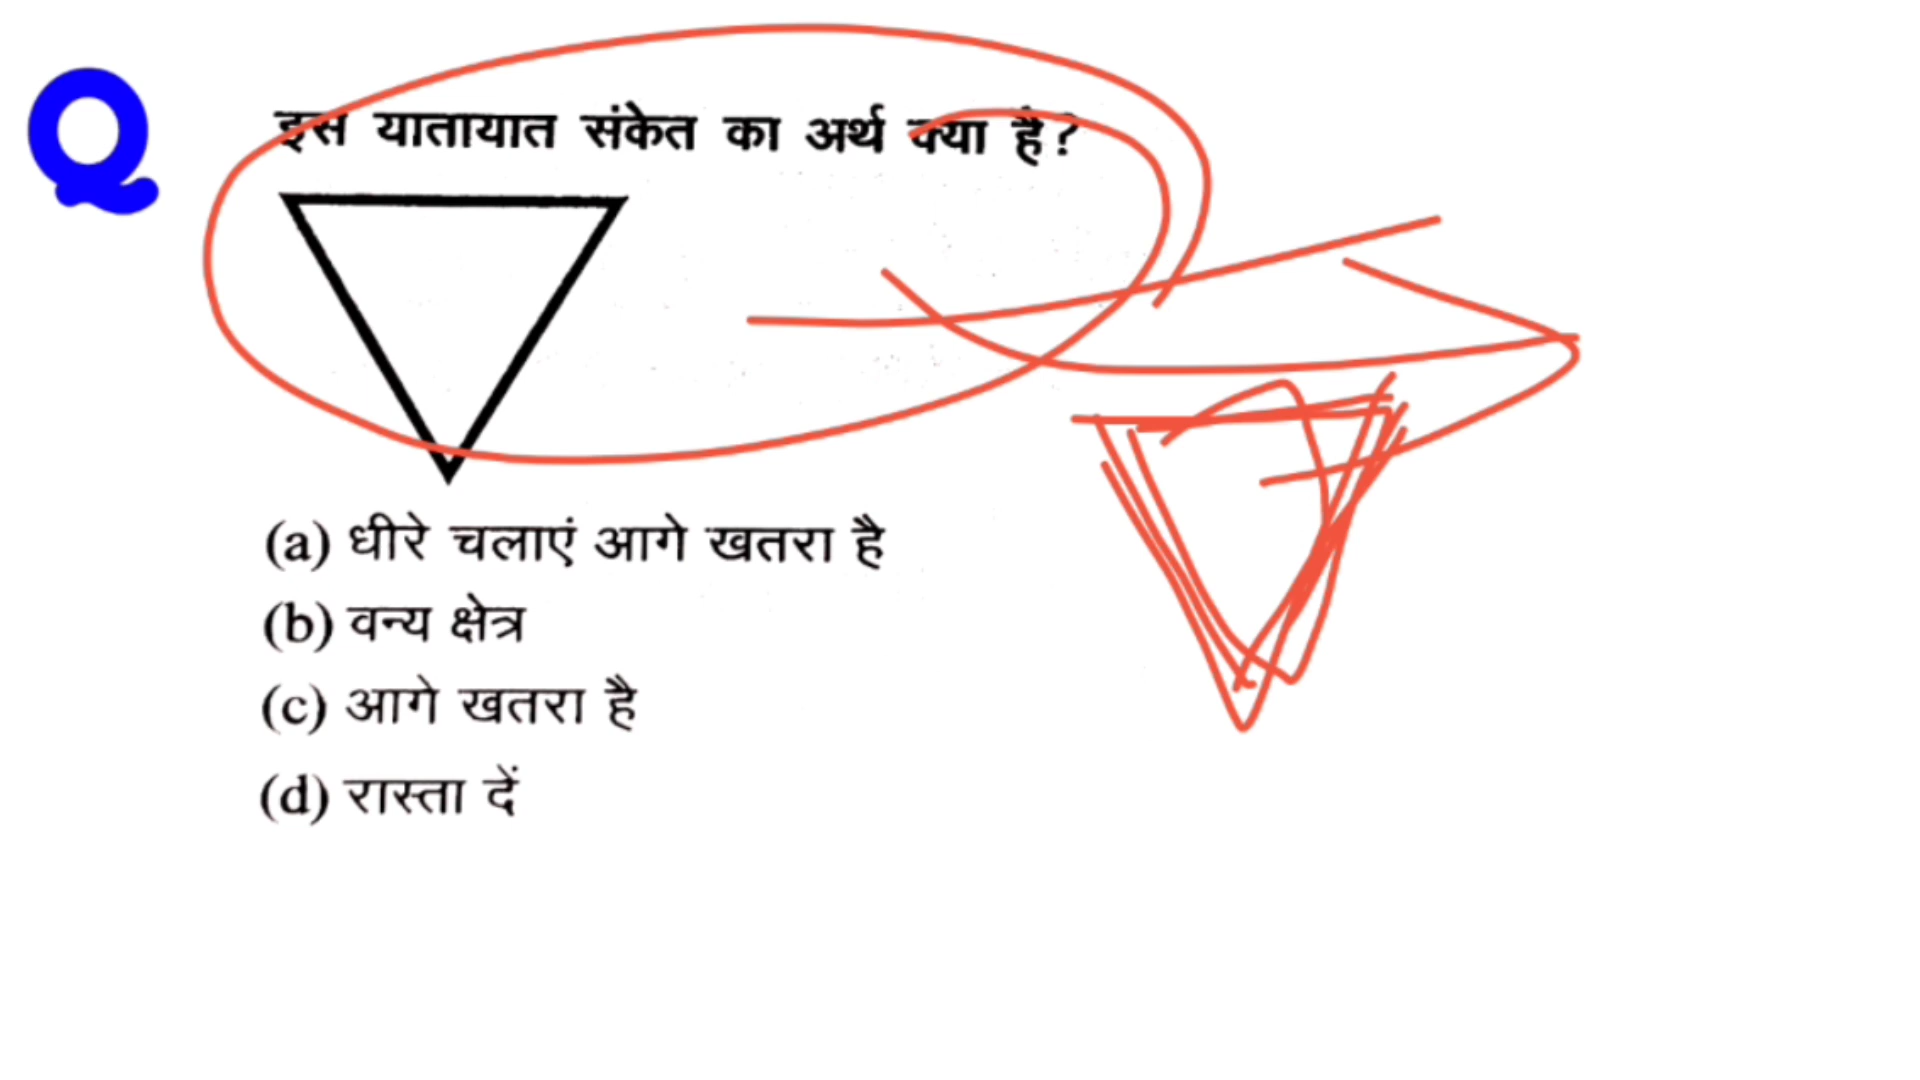 Q
इस यातायात संकेत का अर्थ क्या है?
(a) धीरे चलाएं आगे खतरा है
(b) वन्य क्षेत्र
(c) आगे खतरा है
(d) रास्ता दें